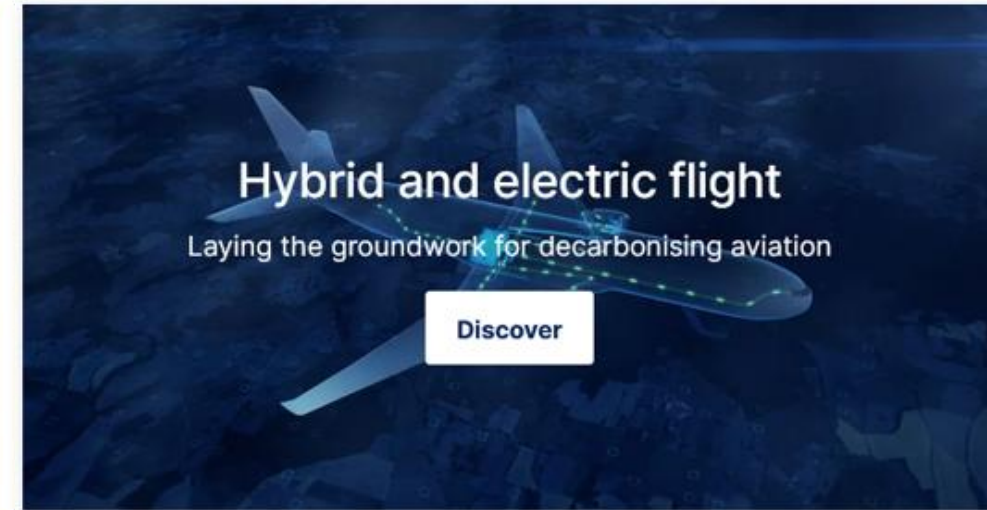 Hybrid and electric flight
Laying the groundwork for decarbonising aviation
Discover